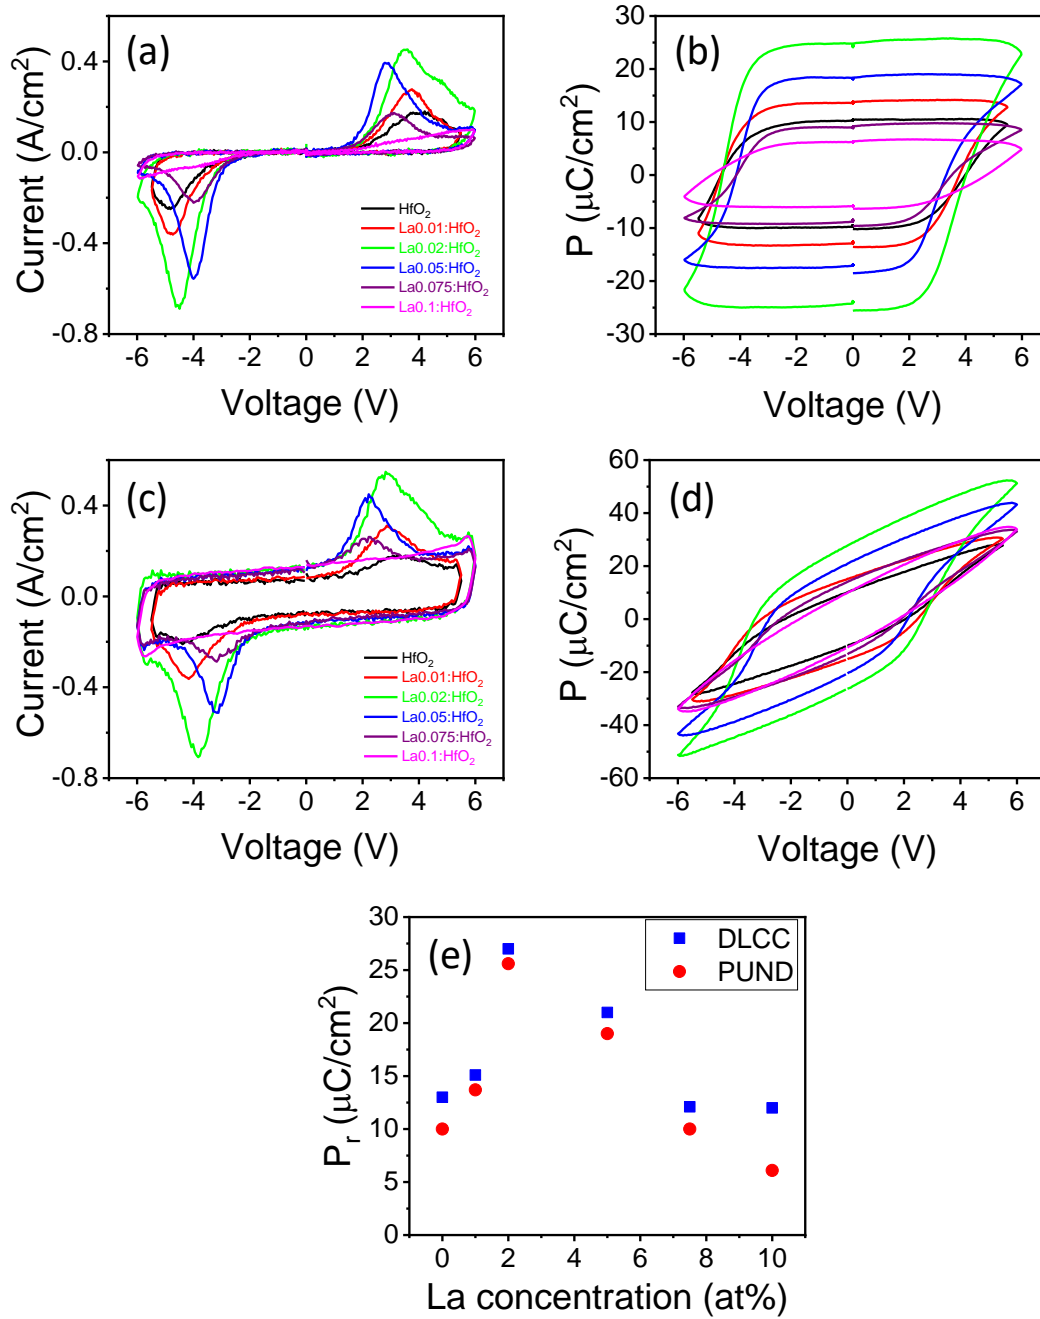 (a)
Current (A/cm²)
0.4
0.0
-0.4
-0.8
-6 -4 -2 0 2 4 6
Voltage (V)
HfO₂
La0.01:HfO₂
La0.02:HfO₂
La0.05:HfO₂
La0.075:HfO₂
La0.1:HfO₂
(b)
P (μC/cm²)
30
20
10
0
-10
-20
-30
-6 -4 -2 0 2 4 6
Voltage (V)
(c)
Current (A/cm²)
0.4
0.0
-0.4
-0.8
-6 -4 -2 0 2 4 6
Voltage (V)
HfO₂
La0.01:HfO₂
La0.02:HfO₂
La0.05:HfO₂
La0.075:HfO₂
La0.1:HfO₂
(d)
P (μC/cm²)
60
40
20
0
-20
-40
-60
-6 -4 -2 0 2 4 6
Voltage (V)
(e)
DLCC
PUND
Pᵣ (μC/cm²)
30
25
20
15
10
5
0
0 2 4 6 8 10
La concentration (at%)